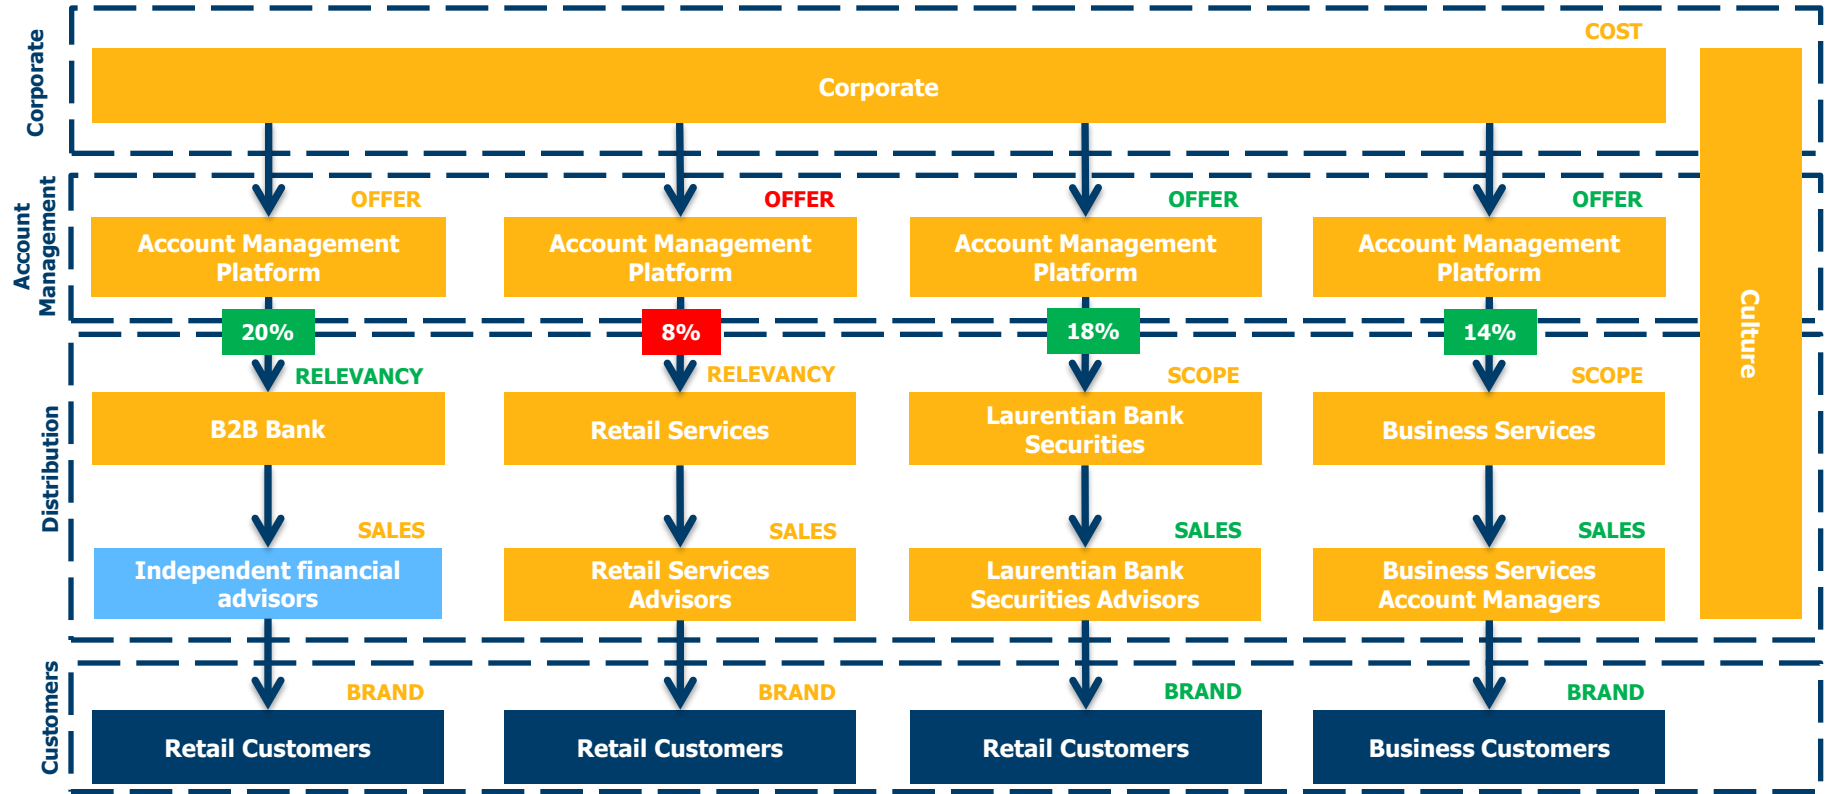 Corporate
COST
Corporate
Culture
Account
Management
OFFER
OFFER
OFFER
OFFER
Account Management
Platform
Account Management
Platform
Account Management
Platform
Account Management
Platform
20%
8%
18%
14%
Distribution
RELEVANCY
RELEVANCY
SCOPE
SCOPE
B2B Bank
Retail Services
Laurentian Bank
Securities
Business Services
SALES
SALES
SALES
SALES
Independent financial
advisors
Retail Services
Advisors
Laurentian Bank
Securities Advisors
Business Services
Account Managers
Customers
BRAND
BRAND
BRAND
BRAND
Retail Customers
Retail Customers
Retail Customers
Business Customers